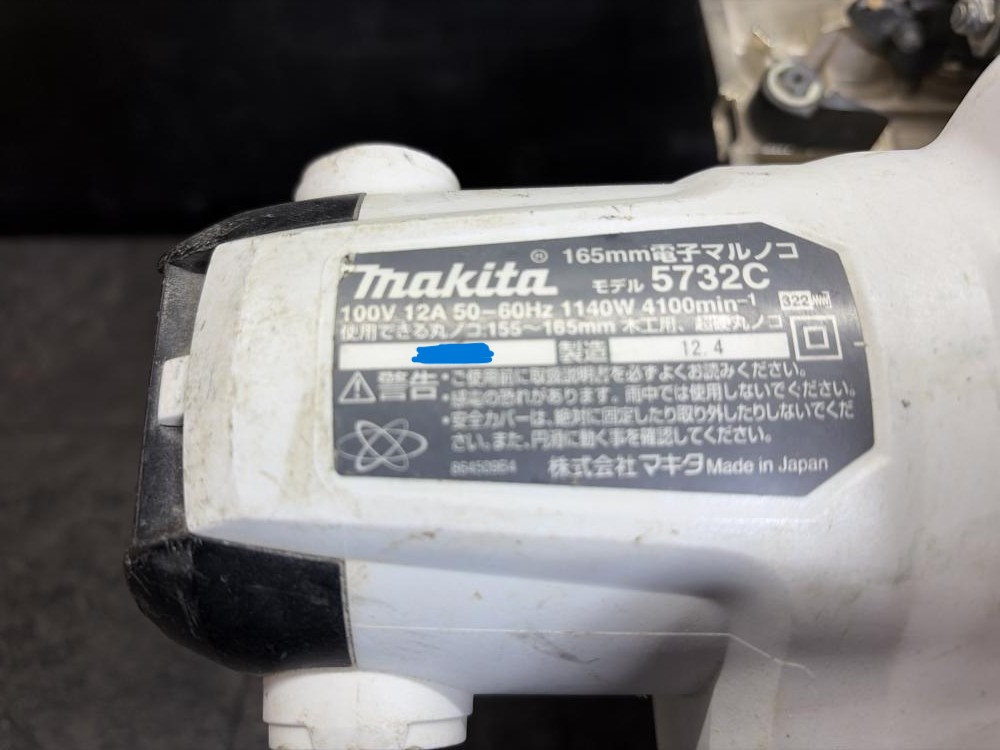 165mm電子マルノコ
makita ® モデル 5732C
100V 12A 50-60Hz 1140W 4100min-1
使用できる丸ノコ:155～165mm 木工用、超硬丸ノコ
322
製造 12.4
警告・ご使用前に取扱説明書を必ずよくお読みください。
の恐れがあります。雨中では使用しないでください。
・安全カバーは、絶対に固定したり取り外したりしないでくだ
さい。また、円滑に動く事を確認してください。
株式会社マキタ Made in Japan